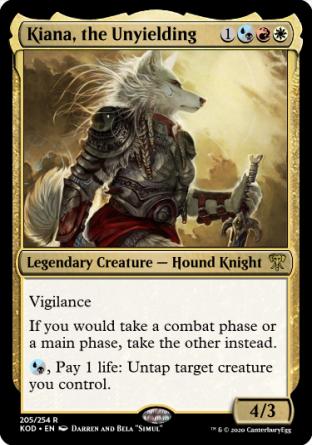 Kiana, the Unyielding 1
Legendary Creature — Hound Knight
Vigilance
If you would take a combat phase or
a main phase, take the other instead.
, Pay 1 life: Untap target creature
you control.
4/3
205/254 R
KOD • EN Darren and Bela "Simul"
™ & © 2020 CanterburyEgg